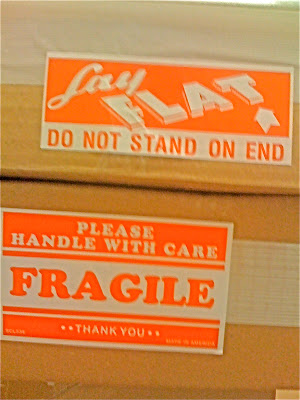 Lay
FLAT
DO NOT STAND ON END
PLEASE
HANDLE WITH CARE
FRAGILE
••THANK YOU••